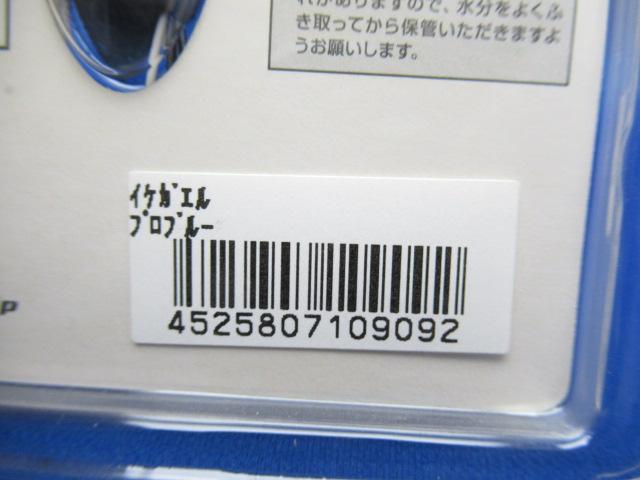 れがありますので、水分をよくふ
き取ってから保管いただきますよ
うお願いします。
ｲｹｶﾞｴﾙ
ﾌﾟﾛﾌﾞﾙｰ
4525807109092
P